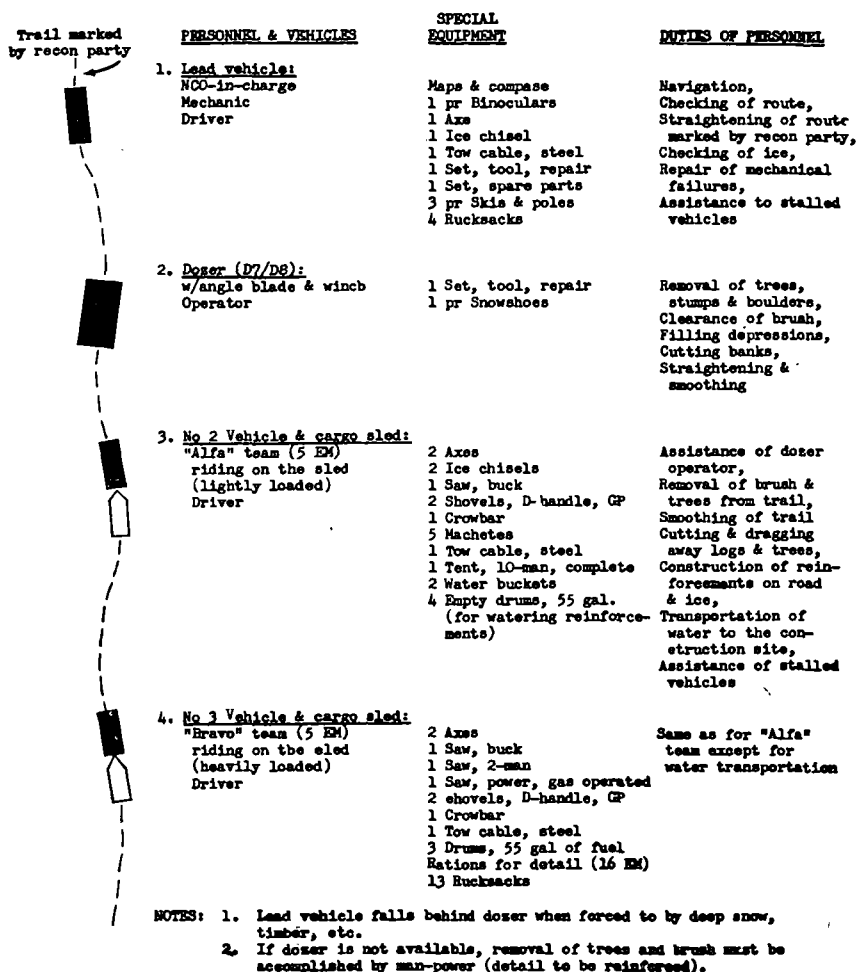 Trail marked
by recon party
PERSONNEL & VEHICLES
SPECIAL
EQUIPMENT
DUTIES OF PERSONNEL
1. Lead vehicle:
NCO-in-charge
Mechanic
Driver
Maps & compase
1 pr Binoculars
1 Axe
1 Ice chisel
1 Tow cable, steel
1 Set, tool, repair
1 Set, spare parts
3 pr Skis & poles
4 Rucksacks
Navigation,
Checking of route,
Straightening of route
marked by recon party,
Checking of ice,
Repair of mechanical
failures,
Assistance to stalled
vehicles
2. Dozer (D7/D8):
w/angle blade & wincb
Operator
1 Set, tool, repair
1 pr Snowshoes
Removal of trees,
stumps & boulders,
Clearance of brush,
Filling depressions,
Cutting banks,
Straightening &
smoothing
3. No 2 Vehicle & cargo sled:
"Alfa" team (5 EM)
riding on the sled
(lightly loaded)
Driver
2 Axes
2 Ice chisels
1 Saw, buck
2 Shovels, D-handle, GP
1 Crowbar
5 Machetes
1 Tow cable, steel
1 Tent, 10-man, complete
2 Water buckets
4 Empty drums, 55 gal.
(for watering reinforce-
ments)
Assistance of dozer
operator,
Removal of brush &
trees from trail,
Smoothing of trail
Cutting & dragging
away logs & trees,
Construction of rein-
forcements on road
& ice,
Transportation of
water to the con-
struction site,
Assistance of stalled
vehicles
4. No 3 Vehicle & cargo sled:
"Bravo" team (5 EM)
riding on tbe eled
(heavily loaded)
Driver
2 Axes
1 Saw, buck
1 Saw, 2-man
1 Saw, power, gas operated
2 ehovels, D-handle, GP
1 Crowbar
1 Tow cable, steel
3 Drums, 55 gal of fuel
Rations for detail (16 EM)
13 Rucksacks
Same as for "Alfa"
team except for
water transportation
NOTES: 1. Lead vehicle falls behind dozer when forced to by deep snow,
timber, etc.
2. If dozer is not available, removal of trees and brush must be
accomplished by man-power (detail to be reinforced).